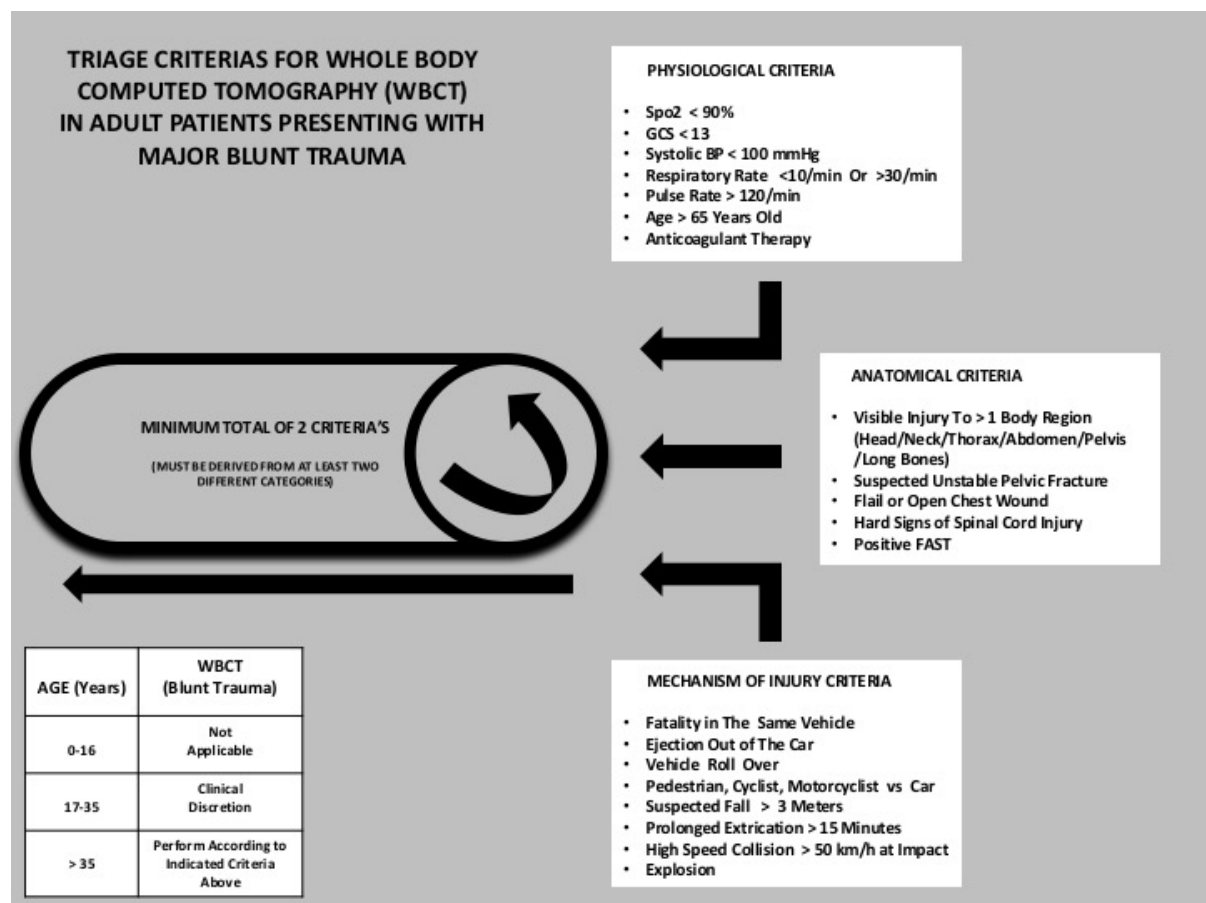 TRIAGE CRITERIAS FOR WHOLE BODY
COMPUTED TOMOGRAPHY (WBCT)
IN ADULT PATIENTS PRESENTING WITH
MAJOR BLUNT TRAUMA
PHYSIOLOGICAL CRITERIA
• Spo2 < 90%
• GCS < 13
• Systolic BP < 100 mmHg
• Respiratory Rate <10/min Or >30/min
• Pulse Rate > 120/min
• Age > 65 Years Old
• Anticoagulant Therapy
MINIMUM TOTAL OF 2 CRITERIA'S
(MUST BE DERIVED FROM AT LEAST TWO
DIFFERENT CATEGORIES)
ANATOMICAL CRITERIA
• Visible Injury To > 1 Body Region
(Head/Neck/Thorax/Abdomen/Pelvis
/Long Bones)
• Suspected Unstable Pelvic Fracture
• Flail or Open Chest Wound
• Hard Signs of Spinal Cord Injury
• Positive FAST
AGE (Years)
WBCT
(Blunt Trauma)
0-16
Not
Applicable
17-35
Clinical
Discretion
> 35
Perform According to
Indicated Criteria
Above
MECHANISM OF INJURY CRITERIA
• Fatality in The Same Vehicle
• Ejection Out of The Car
• Vehicle Roll Over
• Pedestrian, Cyclist, Motorcyclist vs Car
• Suspected Fall > 3 Meters
• Prolonged Extrication > 15 Minutes
• High Speed Collision > 50 km/h at Impact
• Explosion